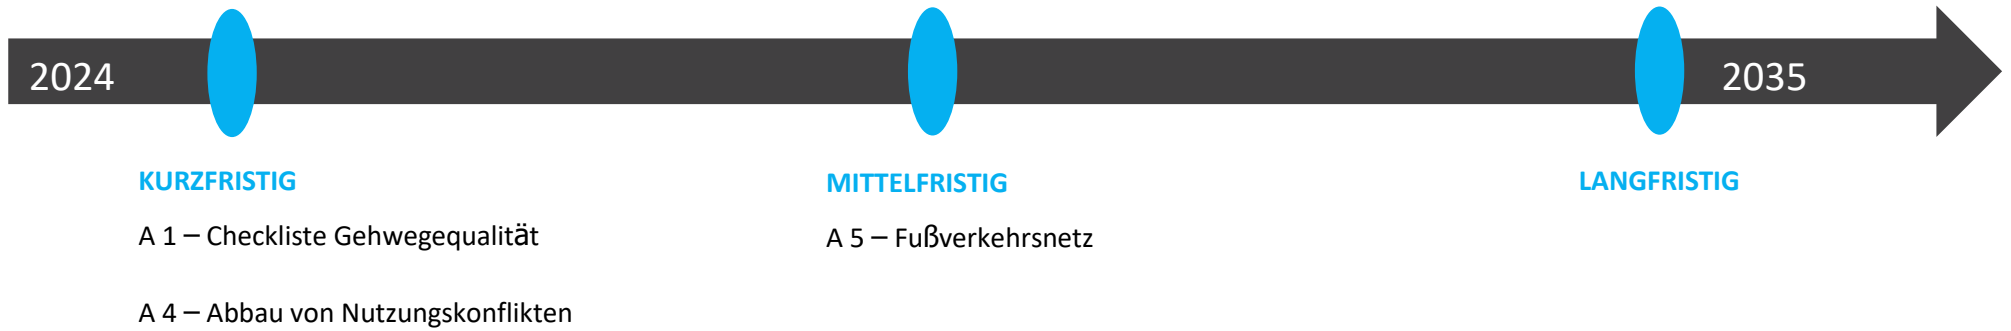 2024
2035
KURZFRISTIG
A 1 – Checkliste Gehwegequalität
A 4 – Abbau von Nutzungskonflikten
MITTELFRISTIG
A 5 – Fußverkehrsnetz
LANGFRISTIG